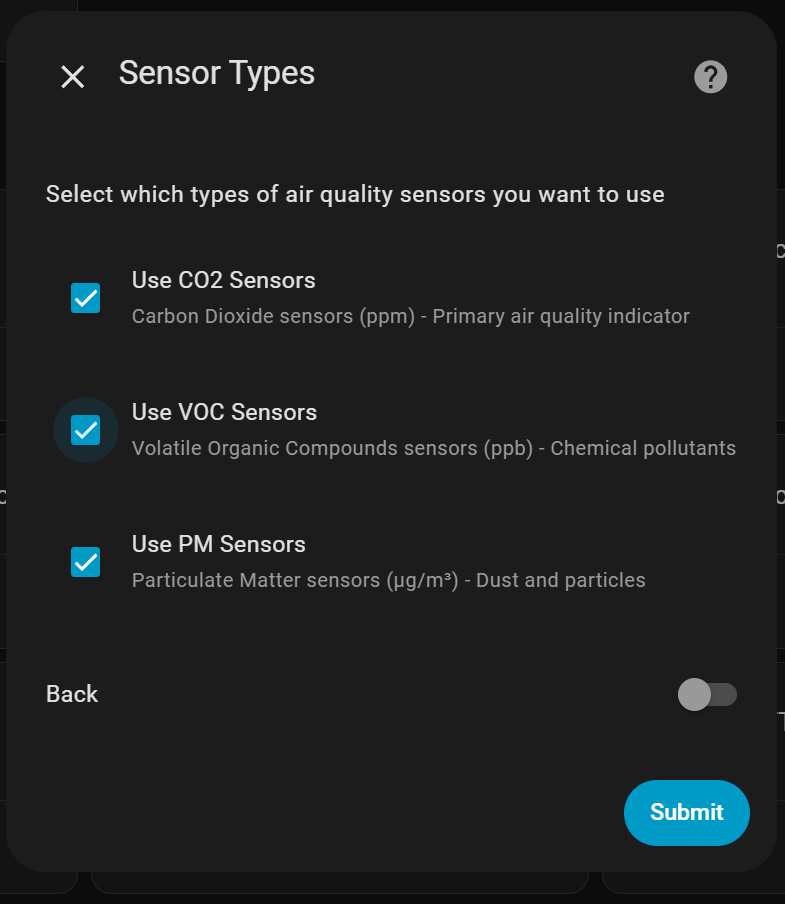 Sensor Types
Select which types of air quality sensors you want to use
Use CO2 Sensors
Carbon Dioxide sensors (ppm) - Primary air quality indicator
Use VOC Sensors
Volatile Organic Compounds sensors (ppb) - Chemical pollutants
Use PM Sensors
Particulate Matter sensors (μg/m³) - Dust and particles
Back
Submit